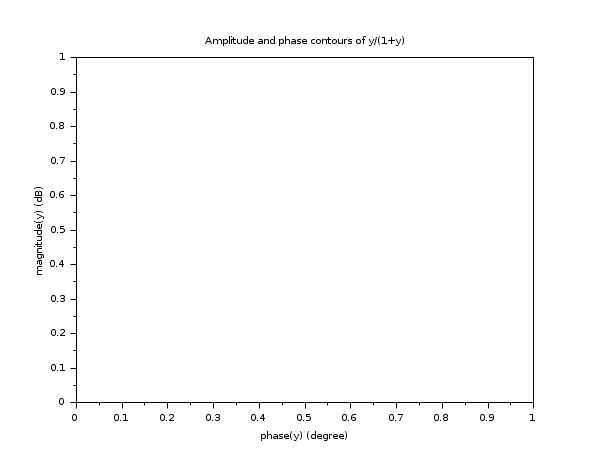 Amplitude and phase contours of y/(1+y)
1
0.9
0.8
0.7
0.6
0.5
0.4
0.3
0.2
0.1
0
magnitude(y) (dB)
0 0.1 0.2 0.3 0.4 0.5 0.6 0.7 0.8 0.9 1
phase(y) (degree)